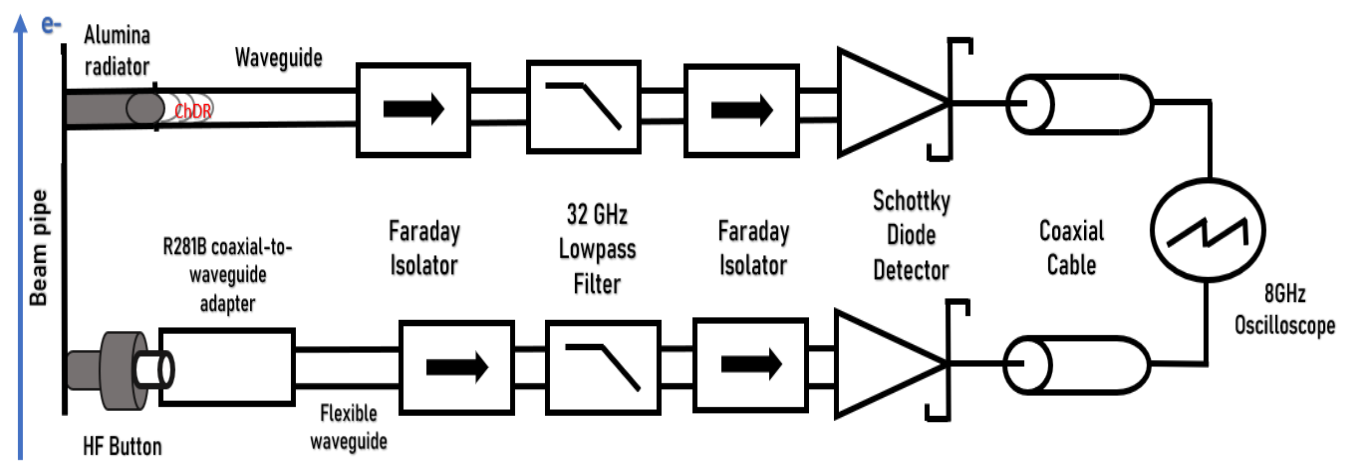 e-
Alumina
radiator
Waveguide
ChDR
Beam pipe
R281B coaxial-to-
waveguide
adapter
Faraday
Isolator
32 GHz
Lowpass
Filter
Faraday
Isolator
Schottky
Diode
Detector
Coaxial
Cable
8GHz
Oscilloscope
HF Button
Flexible
waveguide